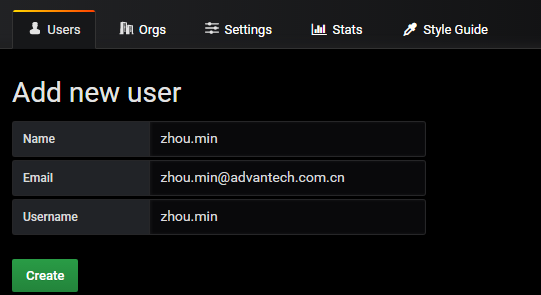 Users Orgs Settings Stats Style Guide
Add new user
Name zhou.min
Email zhou.min@advantech.com.cn
Username zhou.min
Create